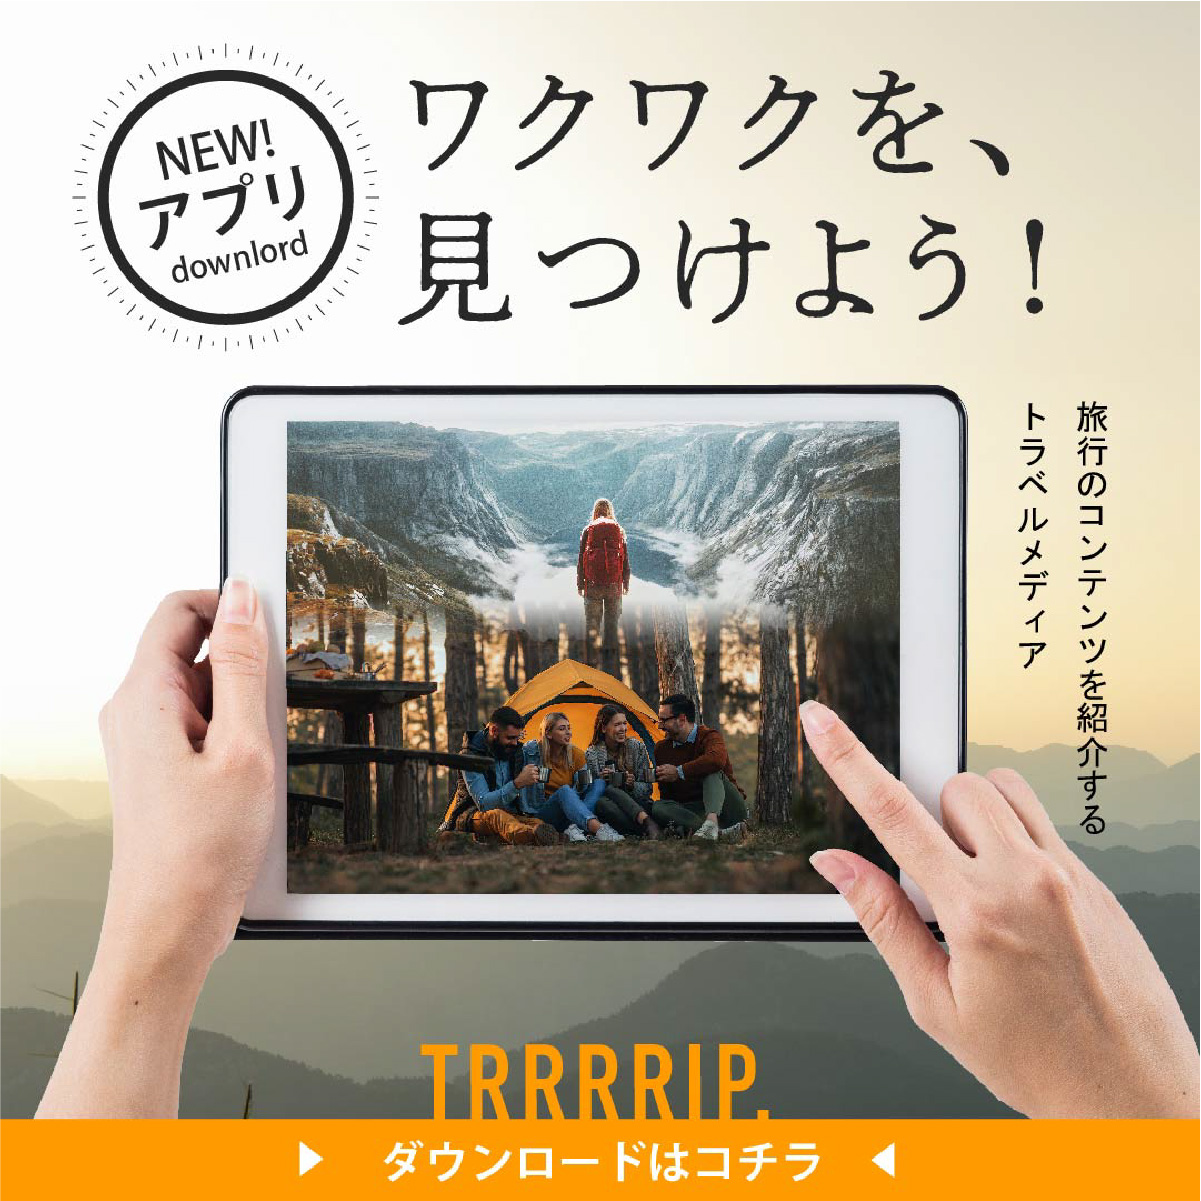 NEW!
アプリ
downlord
ワクワクを、
見つけよう!
旅行のコンテンツを紹介する
トラベルメディア
TRRRRRIP.
ダウンロードはコチラ